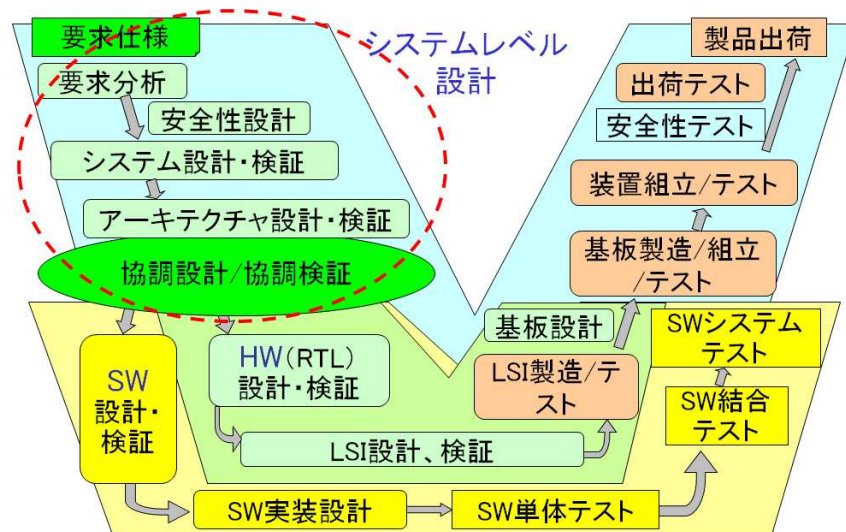 要求仕様
要求分析
安全性設計
システム設計・検証
アーキテクチャ設計・検証
協調設計/協調検証
システムレベル
設計
製品出荷
出荷テスト
安全性テスト
装置組立/テスト
基板製造/組立
/テスト
基板設計
LSI製造/テ
スト
SWシステム
テスト
SW結合
テスト
SW
設計・
検証
HW(RTL)
設計・検証
LSI設計、検証
SW実装設計
SW単体テスト